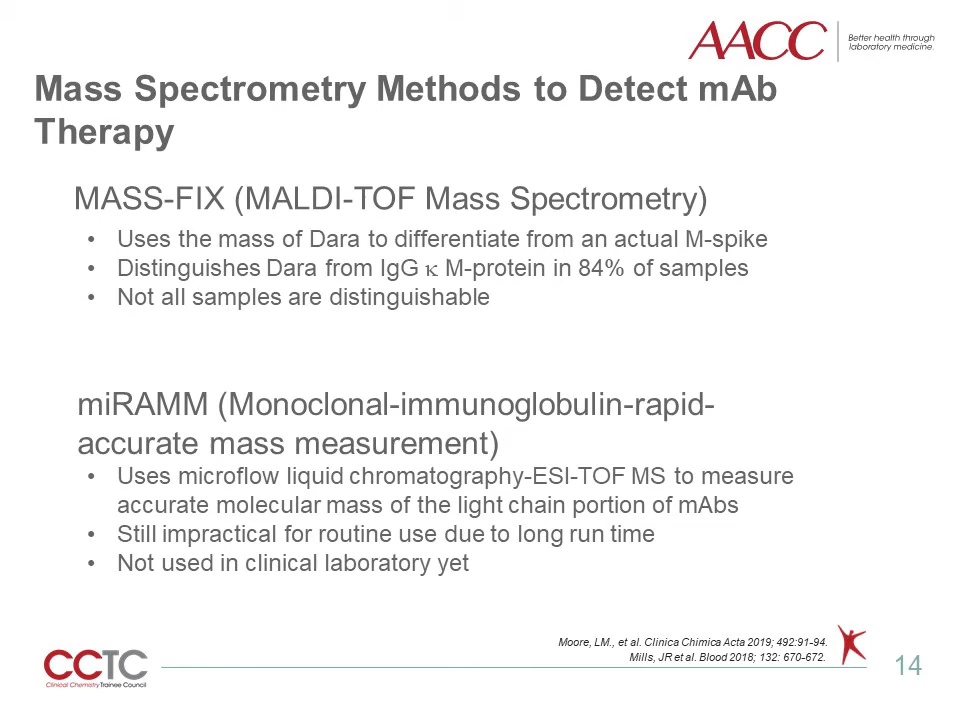 AACC
Better health through
laboratory medicine.
Mass Spectrometry Methods to Detect mAb
Therapy
MASS-FIX (MALDI-TOF Mass Spectrometry)
• Uses the mass of Dara to differentiate from an actual M-spike
• Distinguishes Dara from IgG κ M-protein in 84% of samples
• Not all samples are distinguishable
miRAMM (Monoclonal-immunoglobulin-rapid-
accurate mass measurement)
• Uses microflow liquid chromatography-ESI-TOF MS to measure
accurate molecular mass of the light chain portion of mAbs
• Still impractical for routine use due to long run time
• Not used in clinical laboratory yet
Moore, LM., et al. Clinica Chimica Acta 2019; 492:91-94.
Mills, JR et al. Blood 2018; 132: 670-672.
CCTC
Clinical Chemistry Trainee Council
14